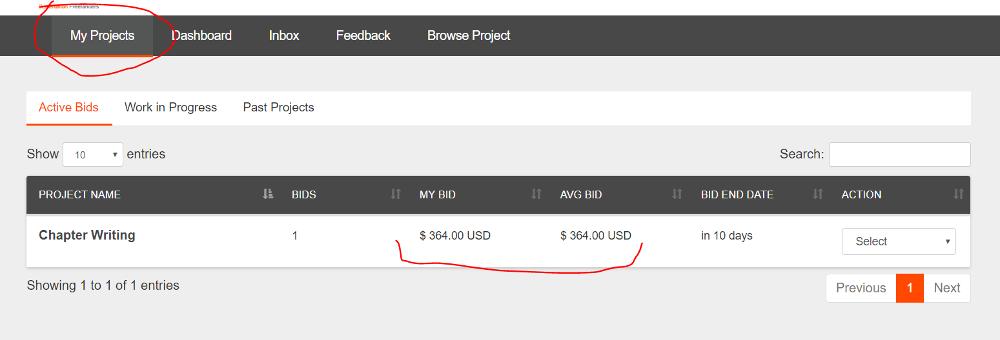 Dissertation Freelancers
My Projects Dashboard Inbox Feedback Browse Project
Active Bids Work in Progress Past Projects
Show 10 entries Search:
PROJECT NAME BIDS MY BID AVG BID BID END DATE ACTION
Chapter Writing 1 $ 364.00 USD $ 364.00 USD in 10 days Select
Showing 1 to 1 of 1 entries Previous 1 Next